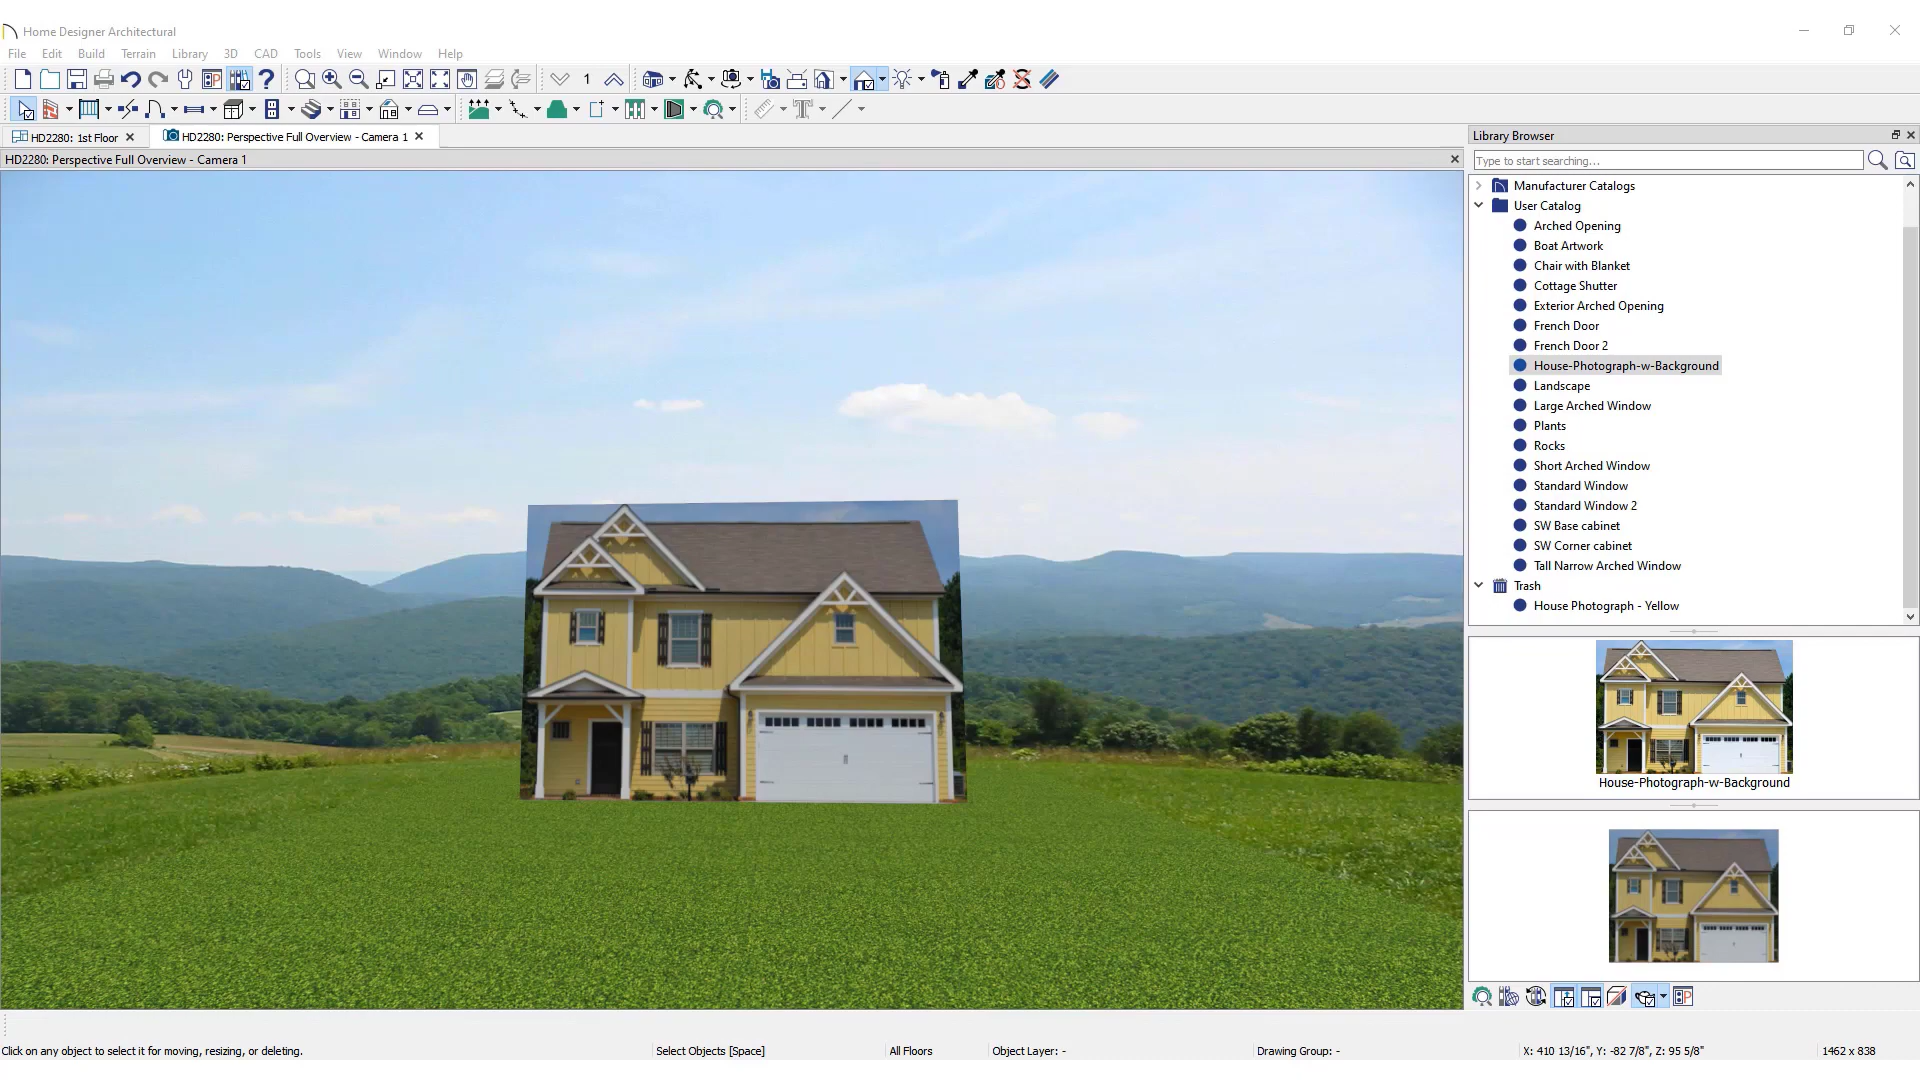 Home Designer Architectural
File Edit Build Terrain Library 3D CAD Tools View Window Help
1
HD2280: 1st Floor HD2280: Perspective Full Overview - Camera 1
HD2280: Perspective Full Overview - Camera 1
Library Browser
Type to start searching...
Manufacturer Catalogs
User Catalog
Arched Opening
Boat Artwork
Chair with Blanket
Cottage Shutter
Exterior Arched Opening
French Door
French Door 2
House-Photograph-w-Background
Landscape
Large Arched Window
Plants
Rocks
Short Arched Window
Standard Window
Standard Window 2
SW Base cabinet
SW Corner cabinet
Tall Narrow Arched Window
Trash
House Photograph - Yellow
House-Photograph-w-Background
Click on any object to select it for moving, resizing, or deleting. Select Objects [Space] All Floors Object Layer: - Drawing Group: - X: 410 13/16", Y: -82 7/8", Z: 95 5/8" 1462 x 838